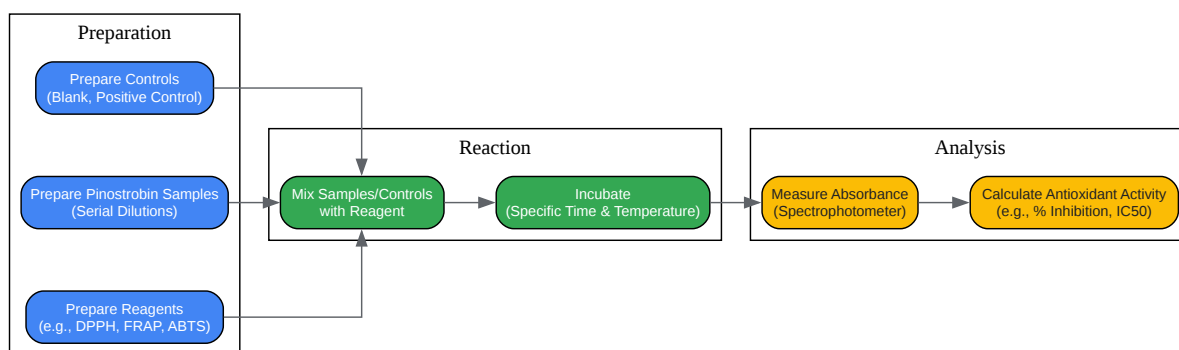 Preparation
Prepare Controls
(Blank, Positive Control)
Prepare Pinostrobin Samples
(Serial Dilutions)
Prepare Reagents
(e.g., DPPH, FRAP, ABTS)
Reaction
Mix Samples/Controls
with Reagent
Incubate
(Specific Time & Temperature)
Analysis
Measure Absorbance
(Spectrophotometer)
Calculate Antioxidant Activity
(e.g., % Inhibition, IC50)